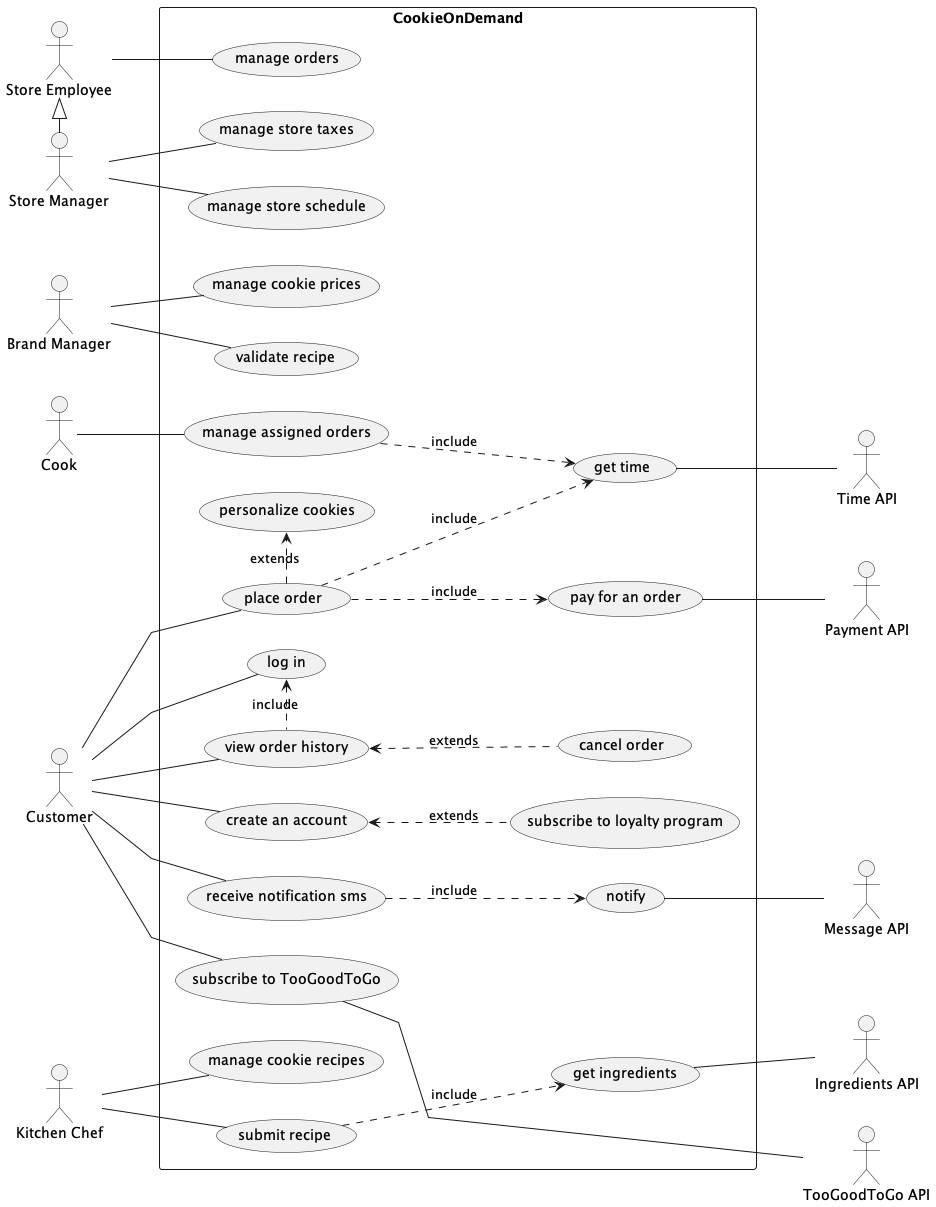 CookieOnDemand
manage orders
Store Employee
manage store taxes
Store Manager
manage store schedule
manage cookie prices
Brand Manager
validate recipe
manage assigned orders
include
Cook
get time
Time API
personalize cookies
include
extends
place order
include
pay for an order
Payment API
log in
include
view order history
extends
cancel order
Customer
create an account
extends
subscribe to loyalty program
receive notification sms
include
notify
Message API
subscribe to TooGoodToGo
manage cookie recipes
get ingredients
Ingredients API
include
Kitchen Chef
submit recipe
TooGoodToGo API